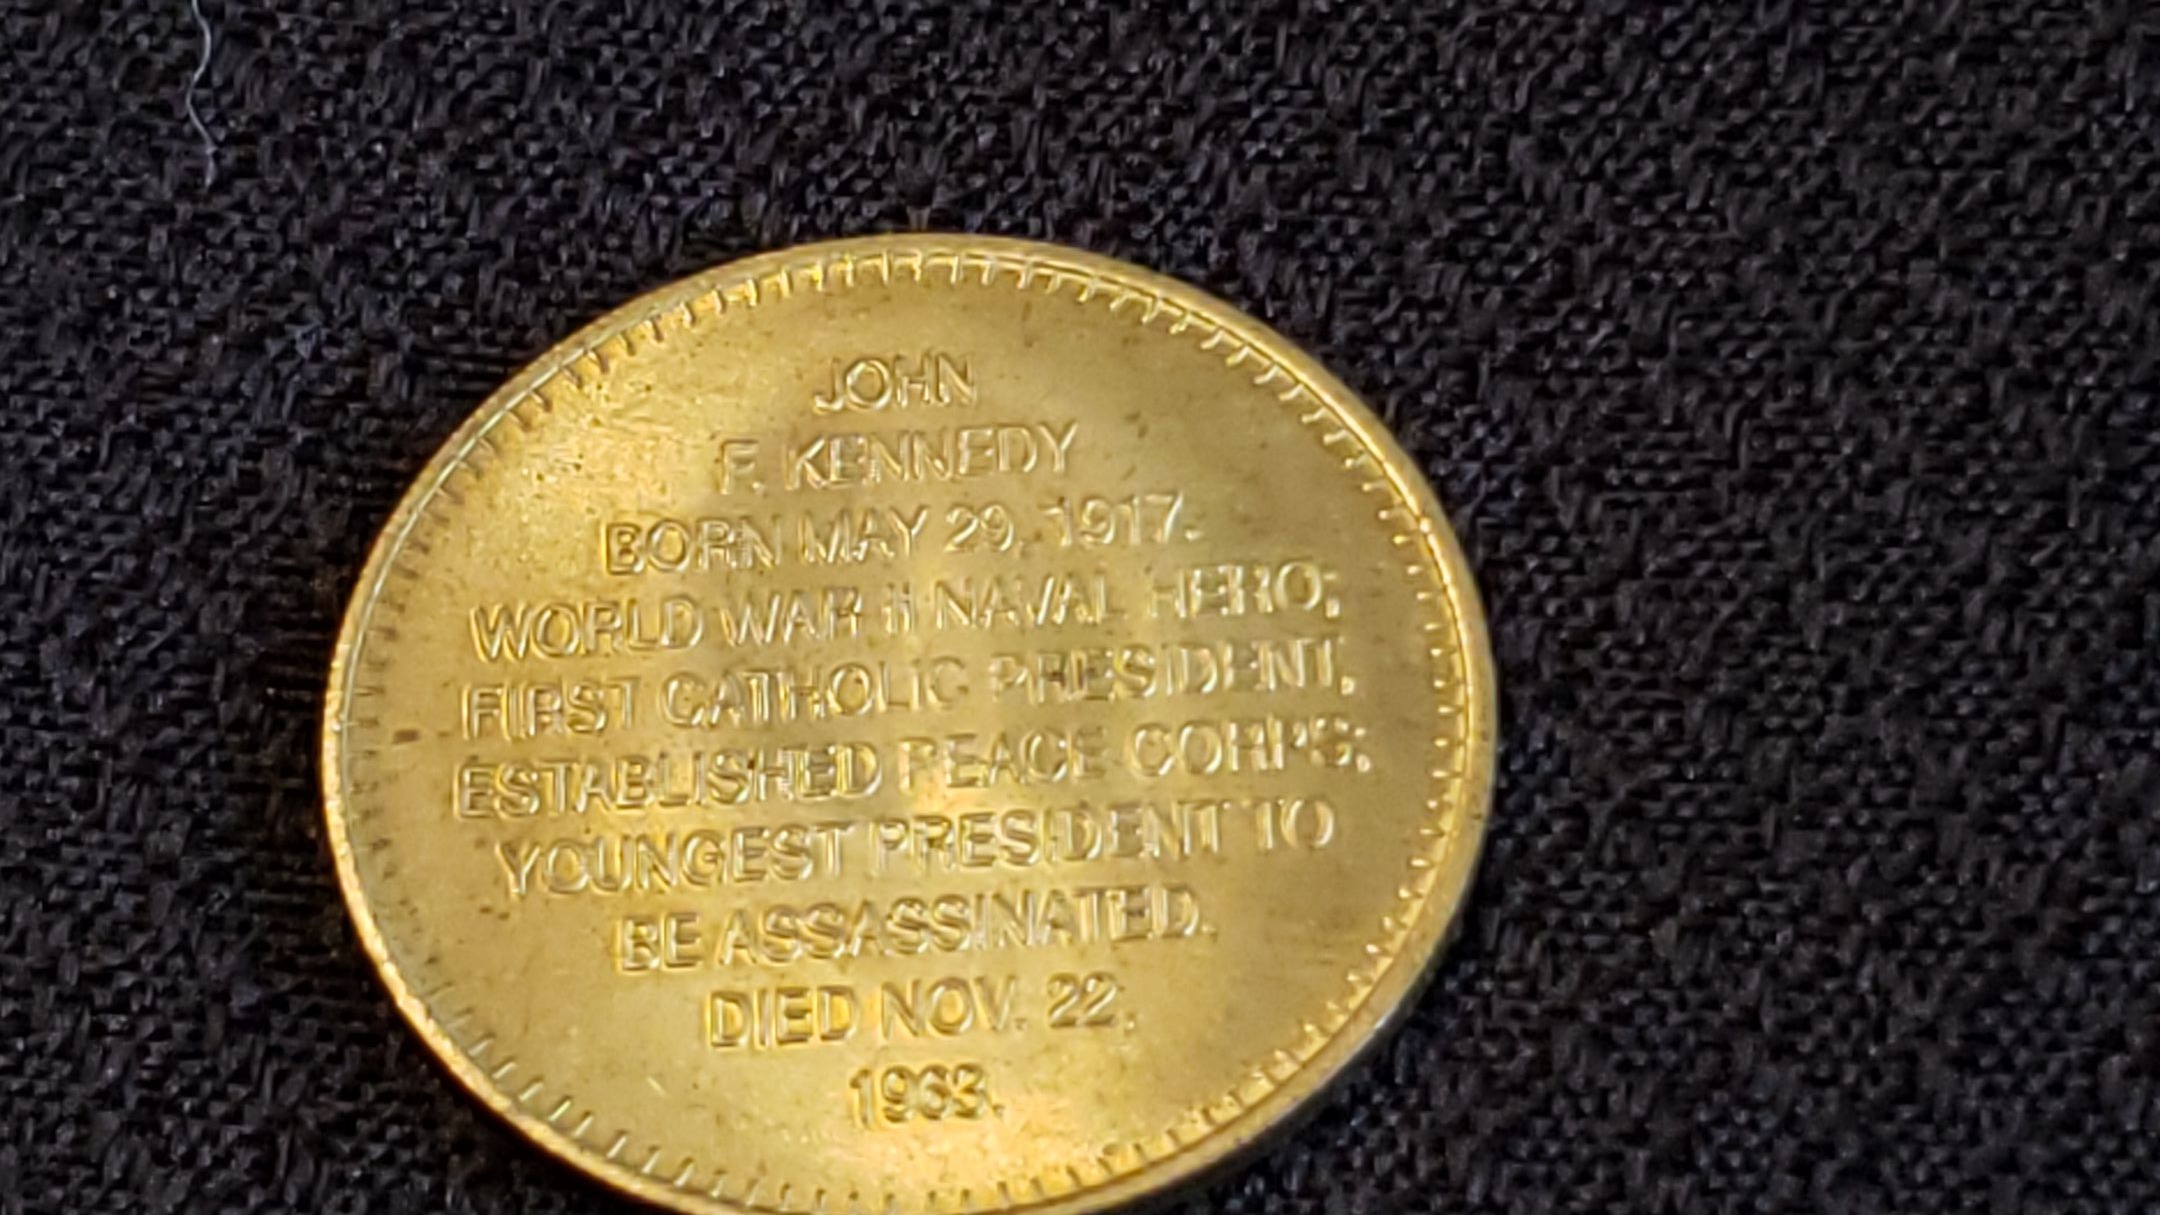 JOHN
F. KENNEDY
BORN MAY 29, 1917.
WORLD WAR II NAVAL HERO;
FIRST CATHOLIC PRESIDENT,
ESTABLISHED PEACE CORPS;
YOUNGEST PRESIDENT TO
BE ASSASSINATED.
DIED NOV. 22,
1963.